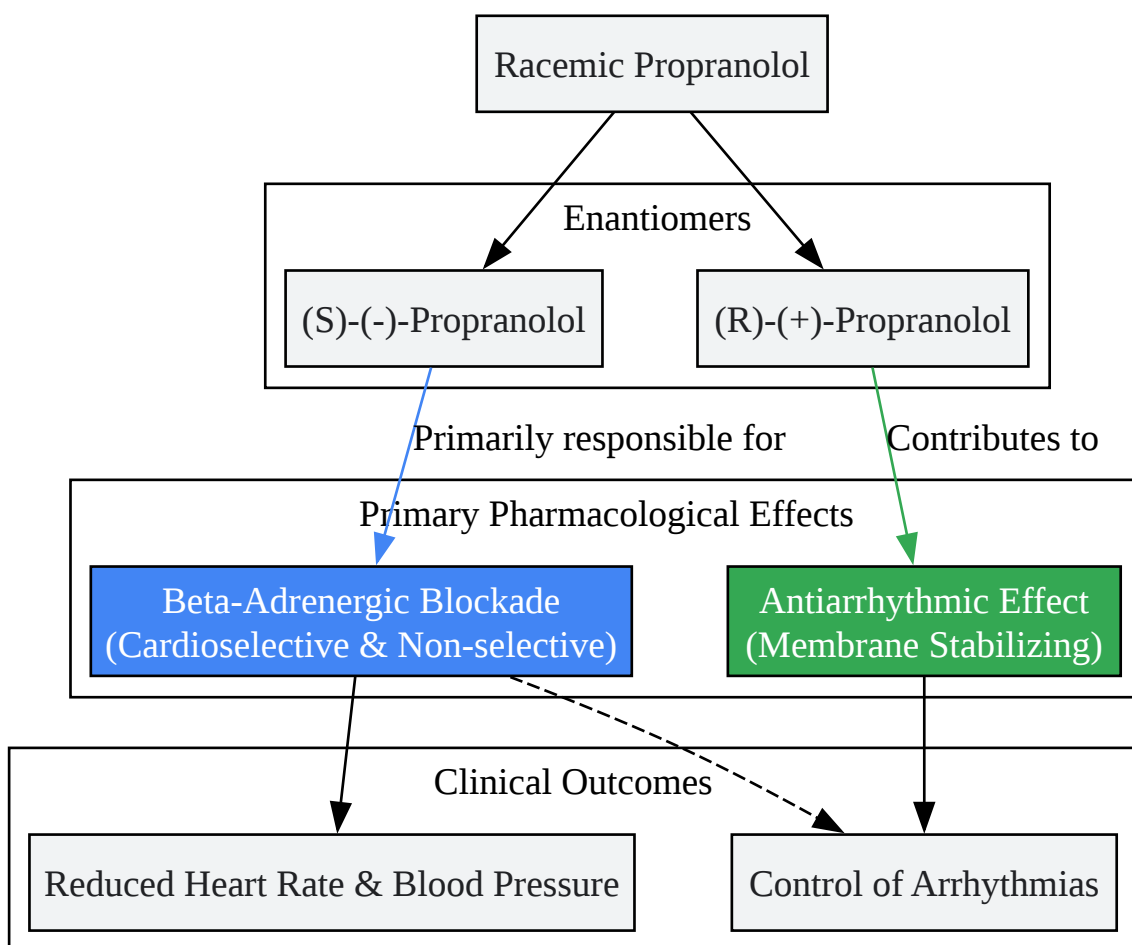 Racemic Propranolol
Enantiomers
(S)-(-)-Propranolol
(R)-(+)-Propranolol
Primarily responsible for
Contributes to
Primary Pharmacological Effects
Beta-Adrenergic Blockade
(Cardioselective & Non-selective)
Antiarrhythmic Effect
(Membrane Stabilizing)
Clinical Outcomes
Reduced Heart Rate & Blood Pressure
Control of Arrhythmias